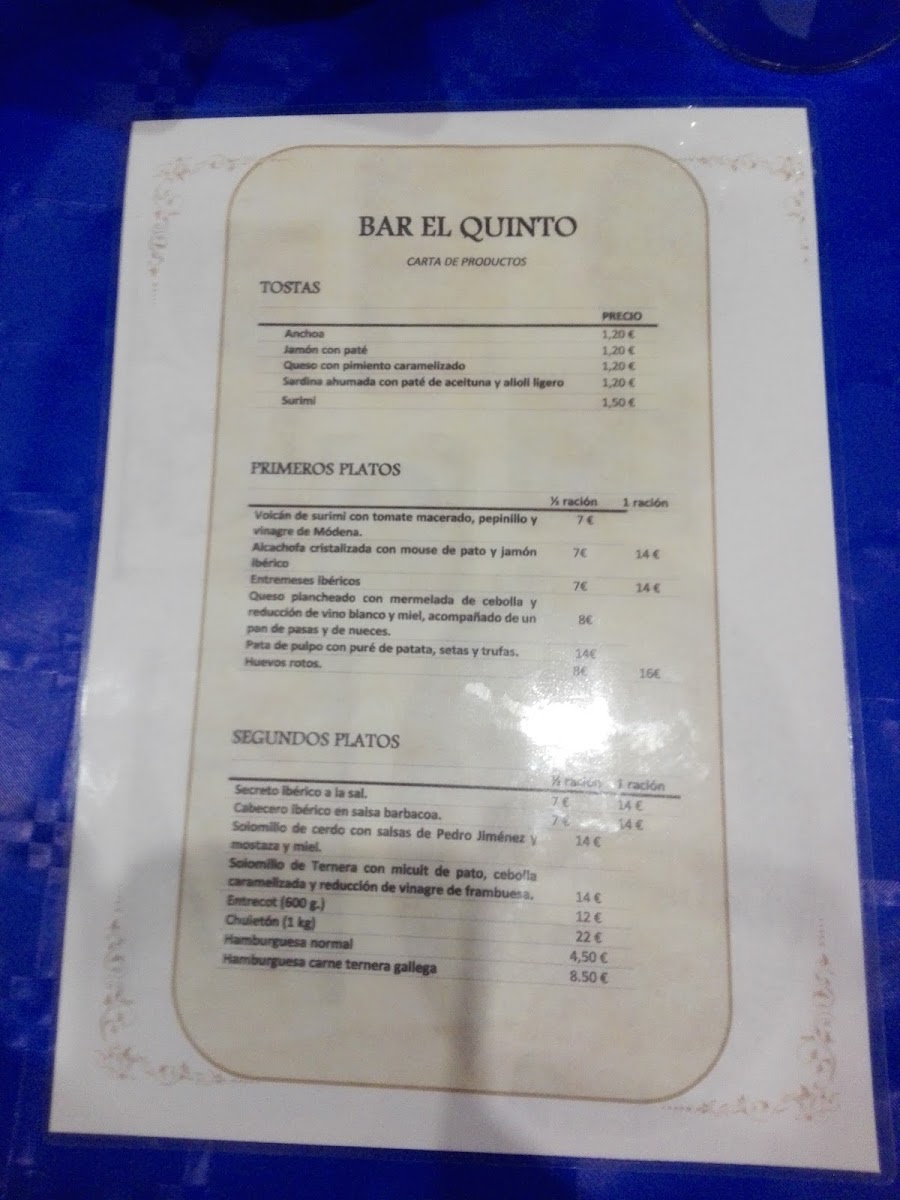 BAR EL QUINTO
CARTA DE PRODUCTOS
TOSTAS
PRECIO
Anchoa 1,20 €
Jamón con paté 1,20 €
Queso con pimiento caramelizado 1,20 €
Sardina ahumada con paté de aceituna y alioli ligero 1,20 €
Surimi 1,50 €
PRIMEROS PLATOS
½ ración 1 ración
Volcán de surimi con tomate macerado, pepinillo y 7 €
vinagre de Módena.
Alcachofa cristalizada con mouse de pato y jamón 7€ 14 €
ibérico
Entremeses ibéricos 7€ 14 €
Queso plancheado con mermelada de cebolla y
reducción de vino blanco y miel, acompañado de un 8€
pan de pasas y de nueces.
Pata de pulpo con puré de patata, setas y trufas. 14€
Huevos rotos. 8€ 16€
SEGUNDOS PLATOS
½ ración 1 ración
Secreto ibérico a la sal. 7 € 14 €
Cabecero ibérico en salsa barbacoa. 7 € 14 €
Solomillo de cerdo con salsas de Pedro Jiménez y 14 €
mostaza y miel.
Solomillo de Ternera con micuit de pato, cebolla
caramelizada y reducción de vinagre de frambuesa. 14 €
Entrecot (600 g.) 12 €
Chuletón (1 kg) 22 €
Hamburguesa normal 4,50 €
Hamburguesa carne ternera gallega 8.50 €